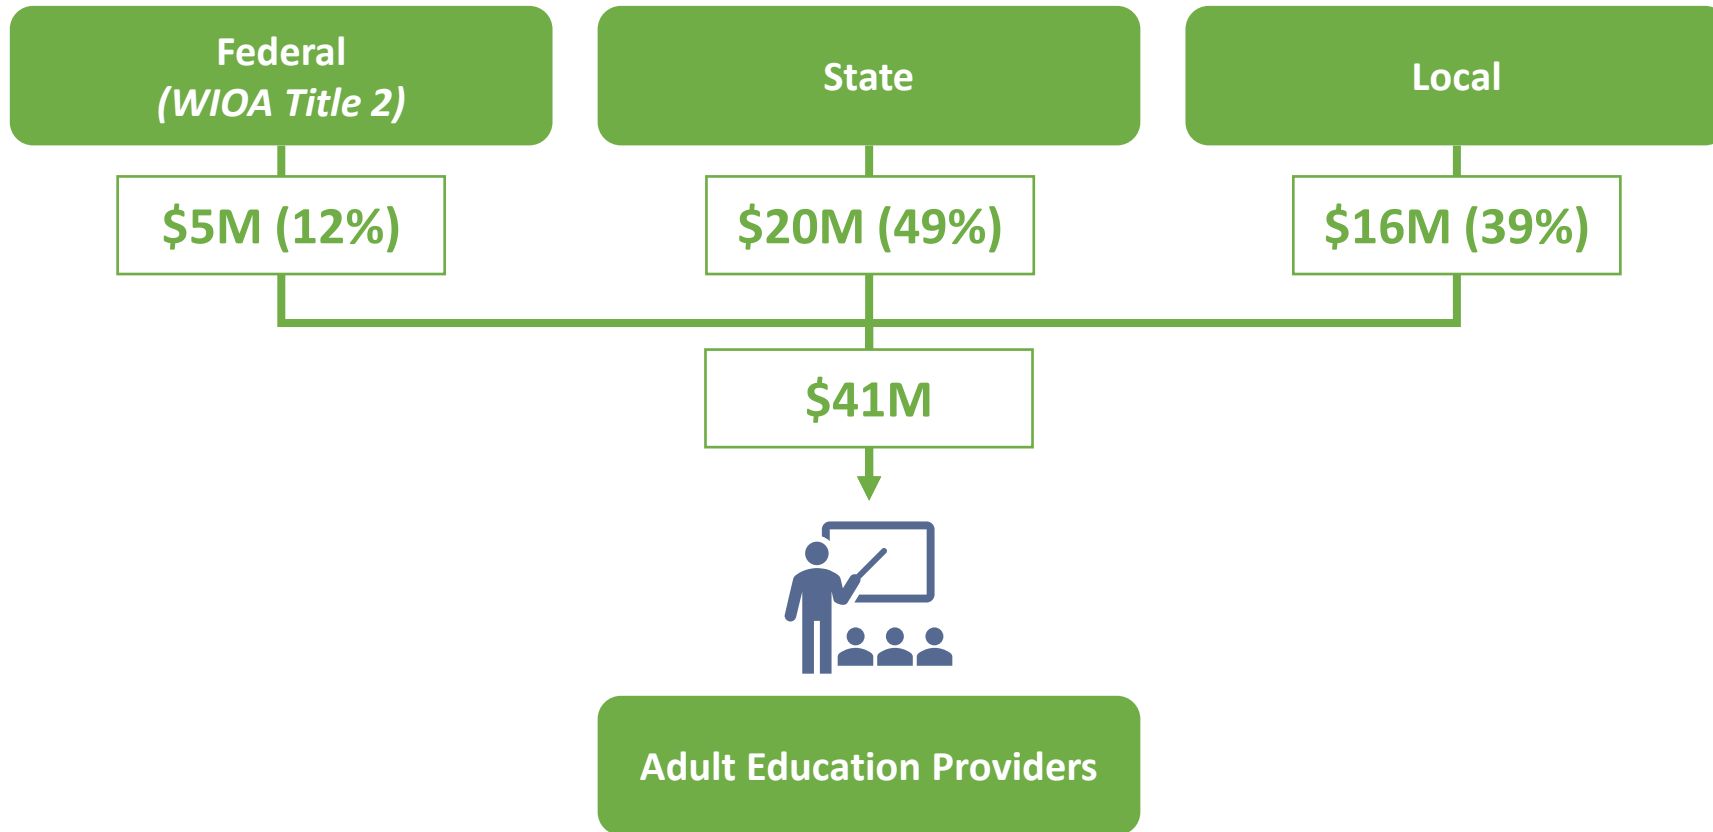 Federal
(WIOA Title 2)
State
Local
$5M (12%)
$20M (49%)
$16M (39%)
$41M
Adult Education Providers